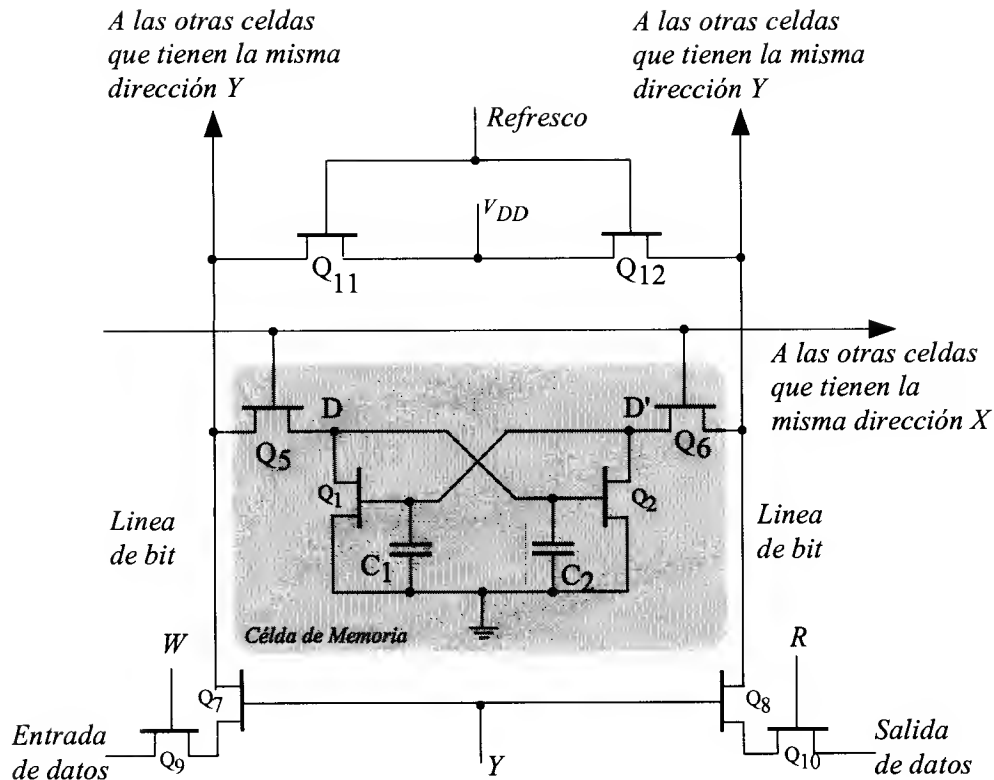 A las otras celdas
que tienen la misma
dirección Y
A las otras celdas
que tienen la misma
dirección Y
Refresco
VDD
Q11
Q12
A las otras celdas
que tienen la
misma dirección X
D
D'
Q5
Q6
Q1
Q2
Linea
de bit
C1
C2
Linea
de bit
Célda de Memoria
W
R
Q7
Q8
Entrada
de datos
Q9
Y
Q10
Salida
de datos